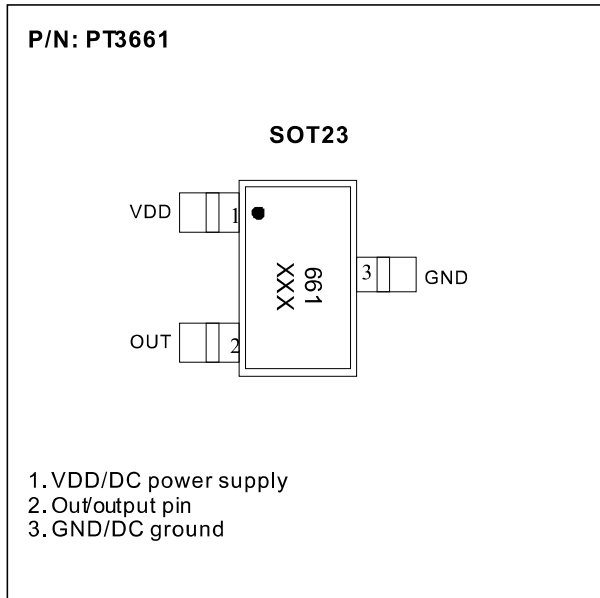 P/N: PT3661
SOT23
VDD
1
661
XXX
3
GND
OUT
2
1. VDD/DC power supply
2. Out/output pin
3. GND/DC ground